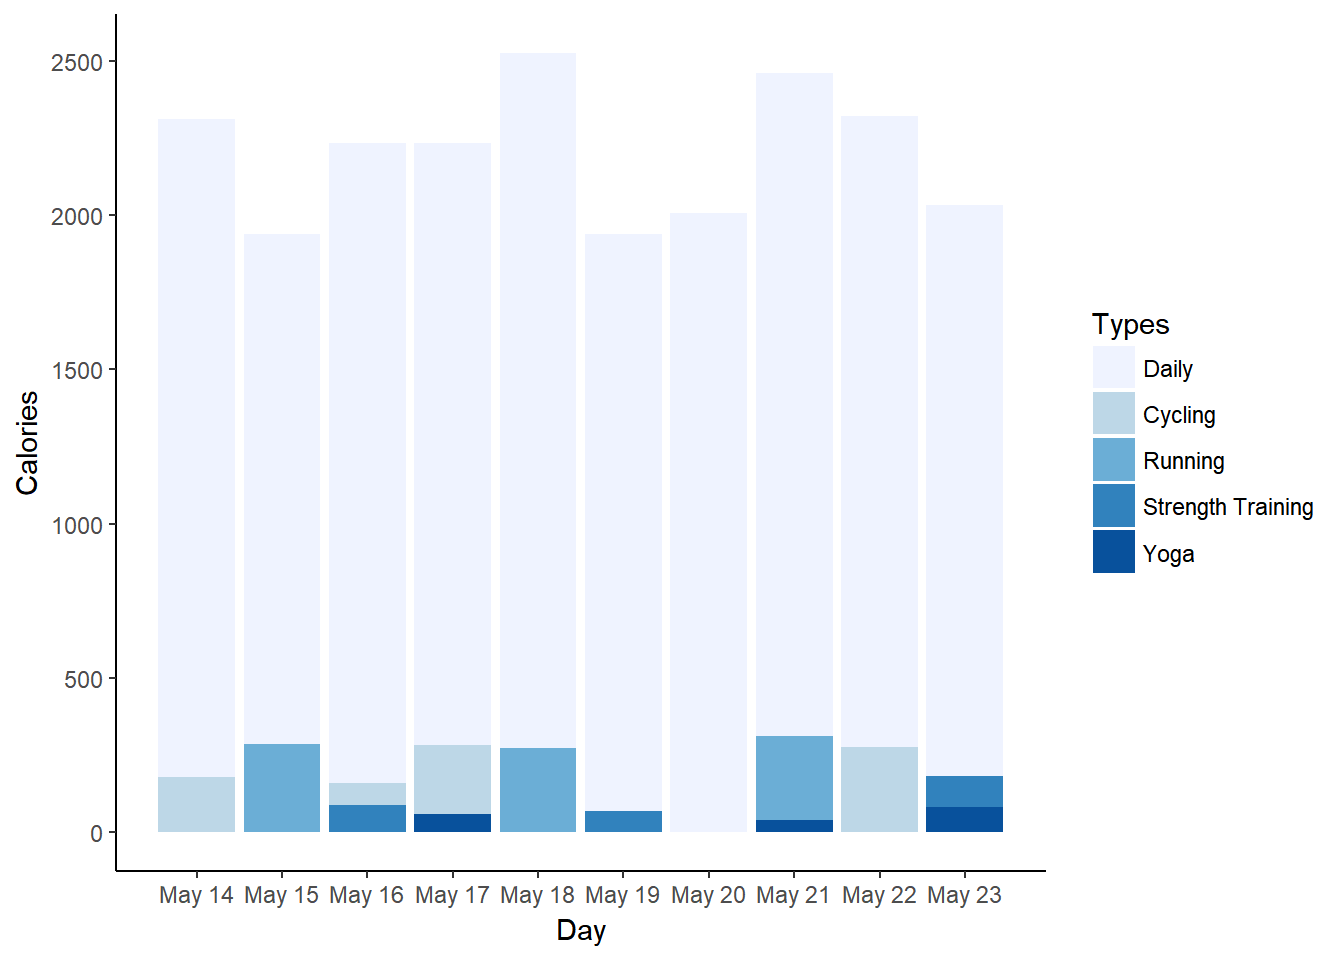 2500
2000
1500
1000
500
0
Calories
May 14 May 15 May 16 May 17 May 18 May 19 May 20 May 21 May 22 May 23
Day
Types
Daily
Cycling
Running
Strength Training
Yoga